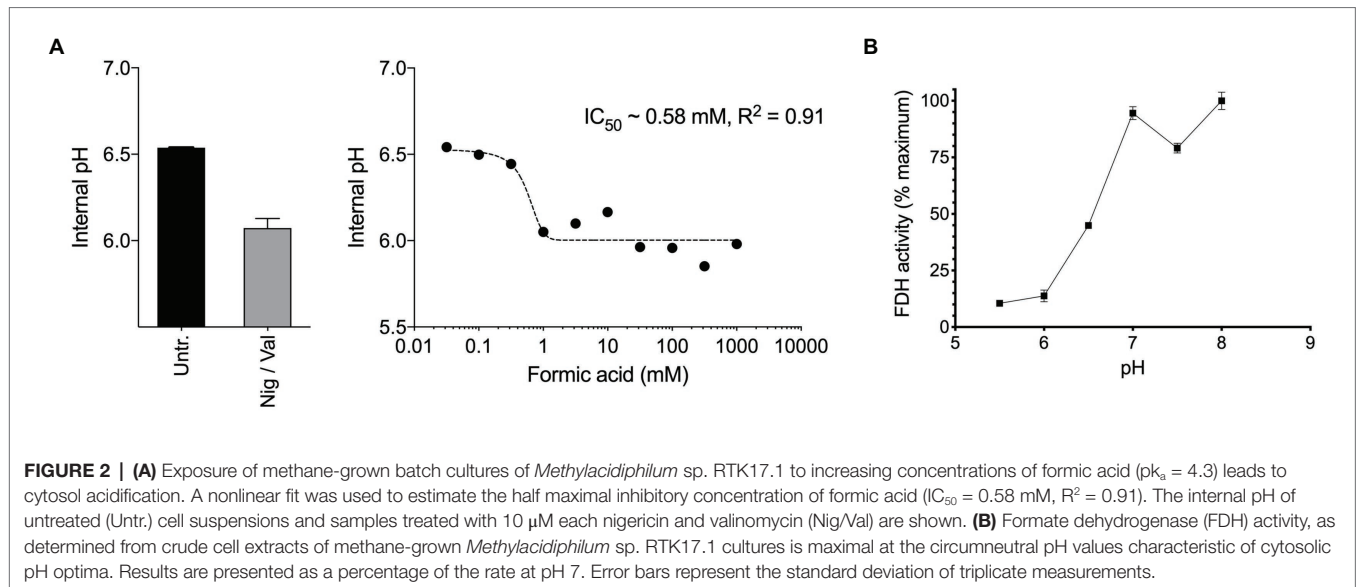 A
7.0
6.5
6.0
Internal pH
Untr.
Nig / Val
7.0
6.5
6.0
5.5
Internal pH
IC50 ~ 0.58 mM, R2 = 0.91
0.01 0.1 1 10 100 1000 10000
Formic acid (mM)
B
100
75
50
25
0
FDH activity (% maximum)
5 6 7 8 9
pH
FIGURE 2 | (A) Exposure of methane-grown batch cultures of Methylacidiphilum sp. RTK17.1 to increasing concentrations of formic acid (pka = 4.3) leads to
cytosol acidification. A nonlinear fit was used to estimate the half maximal inhibitory concentration of formic acid (IC50 = 0.58 mM, R2 = 0.91). The internal pH of
untreated (Untr.) cell suspensions and samples treated with 10 μM each nigericin and valinomycin (Nig/Val) are shown. (B) Formate dehydrogenase (FDH) activity, as
determined from crude cell extracts of methane-grown Methylacidiphilum sp. RTK17.1 cultures is maximal at the circumneutral pH values characteristic of cytosolic
pH optima. Results are presented as a percentage of the rate at pH 7. Error bars represent the standard deviation of triplicate measurements.